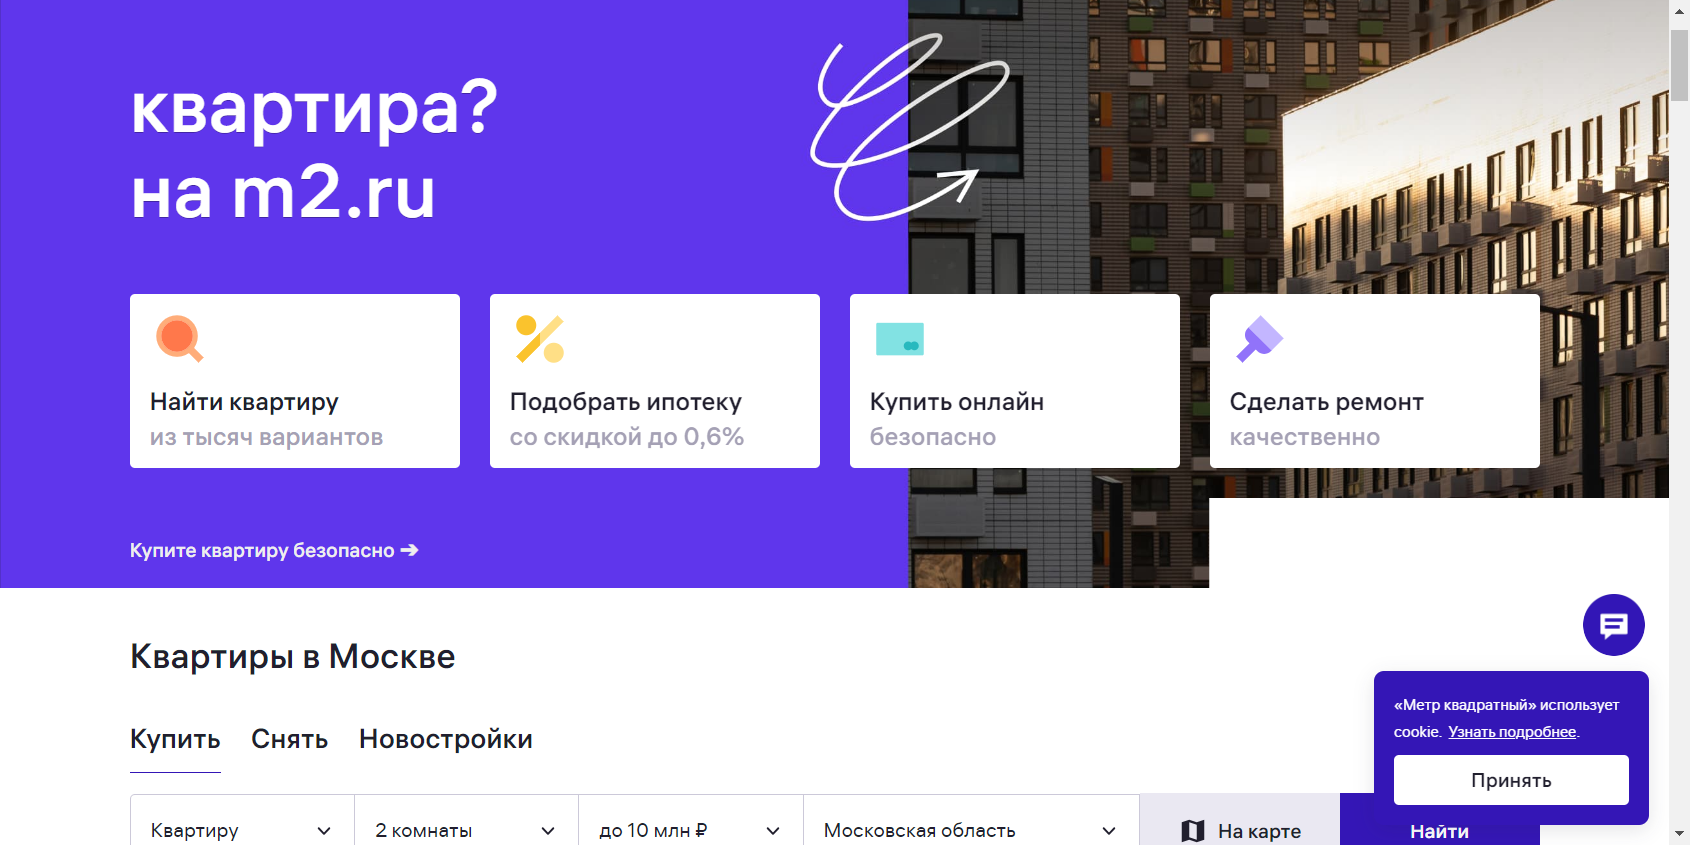 квартира?
на m2.ru
Найти квартиру
из тысяч вариантов
Подобрать ипотеку
со скидкой до 0,6%
Купить онлайн
безопасно
Сделать ремонт
качественно
Купите квартиру безопасно ➔
Квартиры в Москве
Купить Снять Новостройки
Квартиру 2 комнаты до 10 млн ₽ Московская область На карте Найти
«Метр квадратный» использует
cookie. Узнать подробнее.
Принять